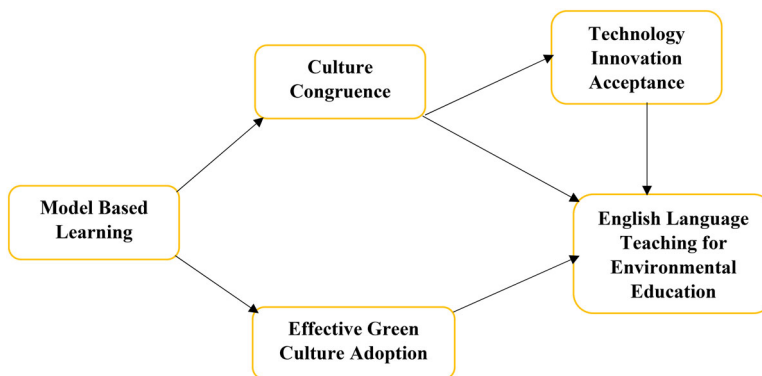 Technology
Innovation
Acceptance
Culture
Congruence
Model Based
Learning
English Language
Teaching for
Environmental
Education
Effective Green
Culture Adoption